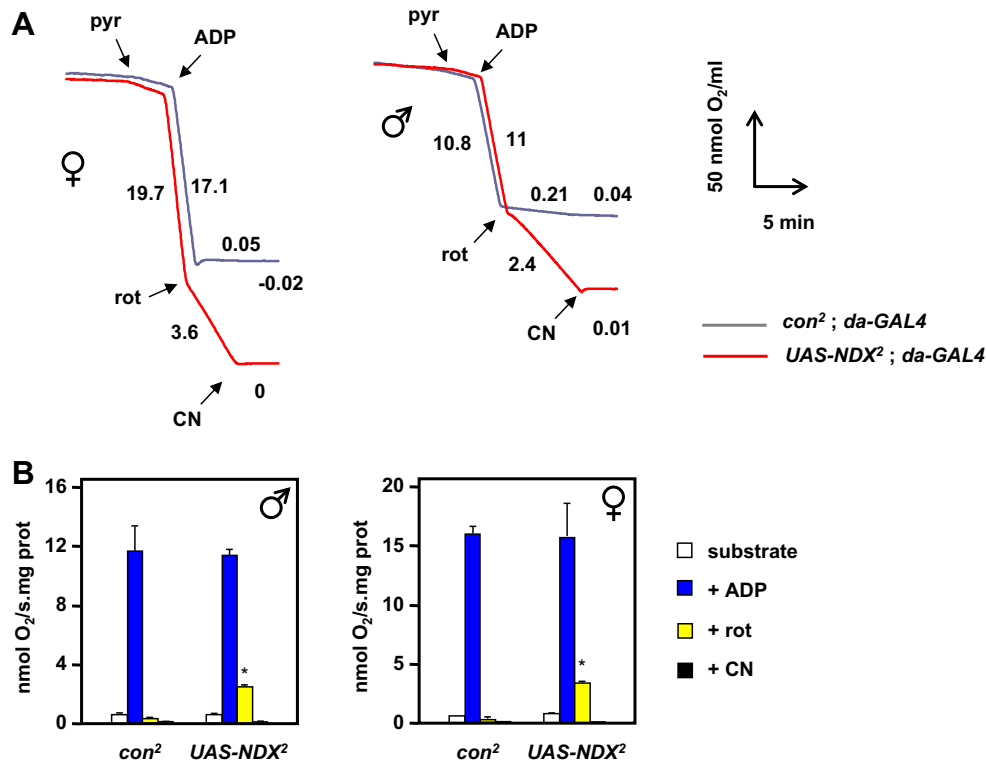 A
pyr
ADP
♀
19.7
17.1
0.05
-0.02
rot
3.6
CN
0
pyr
ADP
♂
10.8
11
0.21
0.04
rot
2.4
CN
0.01
50 nmol O₂/ml
5 min
con² ; da-GAL4
UAS-NDX² ; da-GAL4
B
nmol O₂/s.mg prot
16
12
8
4
0
♂
*
con² UAS-NDX²
nmol O₂/s.mg prot
20
15
10
5
0
♀
*
con² UAS-NDX²
substrate
+ ADP
+ rot
+ CN